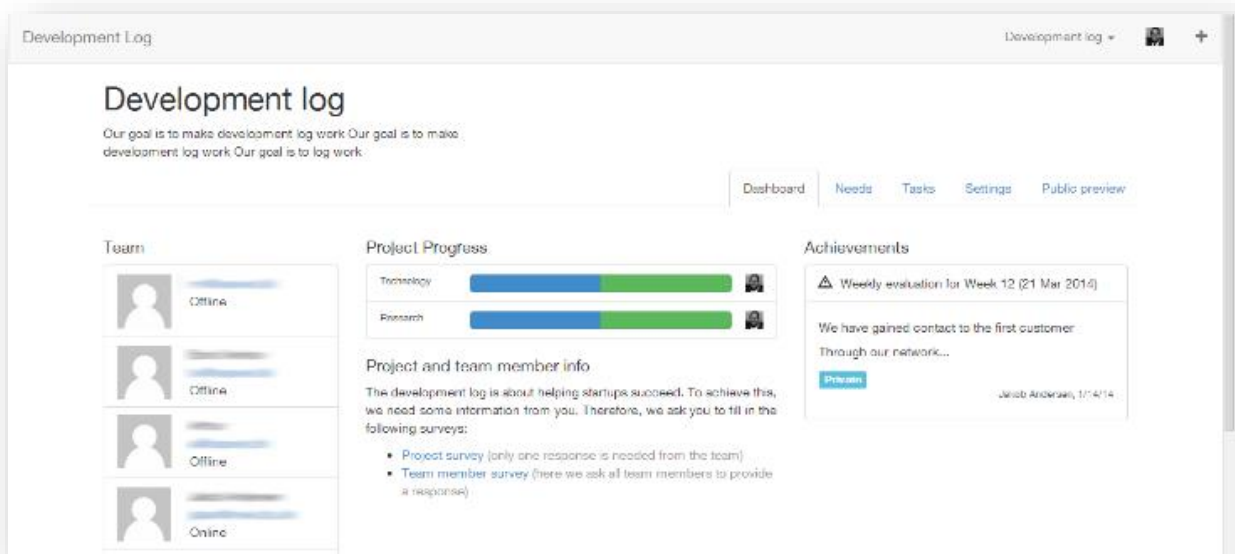 Development Log
Development log
Development log
Our goal is to make development log work Our goal is to make
development log work Our goal is to log work
Dashboard
Needs
Tasks
Settings
Public preview
Team
Offline
Offline
Offline
Online
Project Progress
Technology
Research
Project and team member info
The development log is about helping startups succeed. To achieve this,
we need some information from you. Therefore, we ask you to fill in the
following surveys:
Project survey (only one response is needed from the team)
Team member survey (here we ask all team members to provide
a response)
Achievements
Weekly evaluation for Week 12 (21 Mar 2014)
We have gained contact to the first customer
Through our network...
Private
Jakob Andersen, 1/14/14